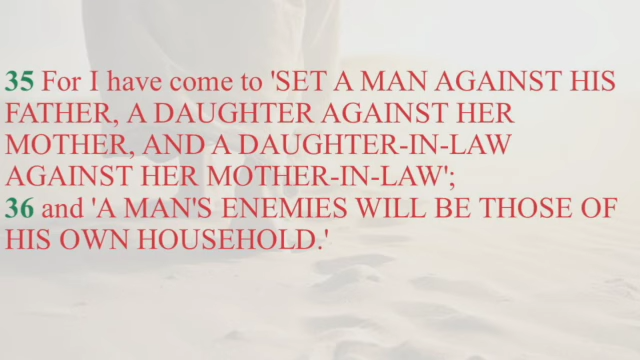 35 For I have come to 'SET A MAN AGAINST HIS
FATHER, A DAUGHTER AGAINST HER
MOTHER, AND A DAUGHTER-IN-LAW
AGAINST HER MOTHER-IN-LAW';
36 and 'A MAN'S ENEMIES WILL BE THOSE OF
HIS OWN HOUSEHOLD.'